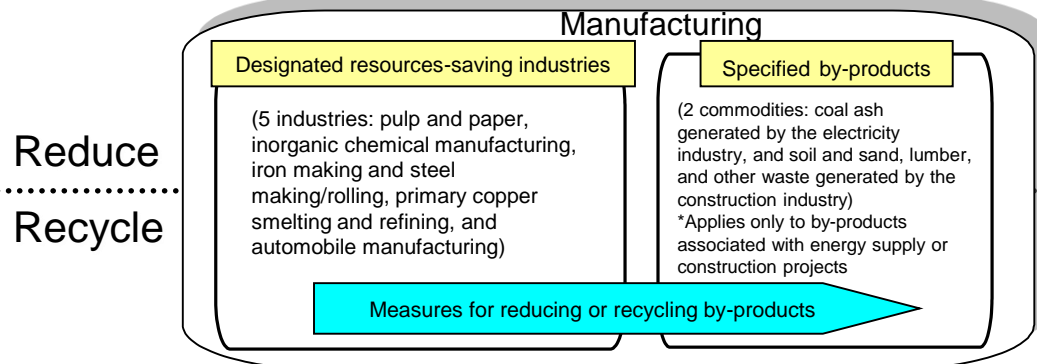 Manufacturing
Designated resources-saving industries
Specified by-products
(5 industries: pulp and paper,
inorganic chemical manufacturing,
iron making and steel
making/rolling, primary copper
smelting and refining, and
automobile manufacturing)
(2 commodities: coal ash
generated by the electricity
industry, and soil and sand, lumber,
and other waste generated by the
construction industry)
*Applies only to by-products
associated with energy supply or
construction projects
Reduce
Recycle
Measures for reducing or recycling by-products